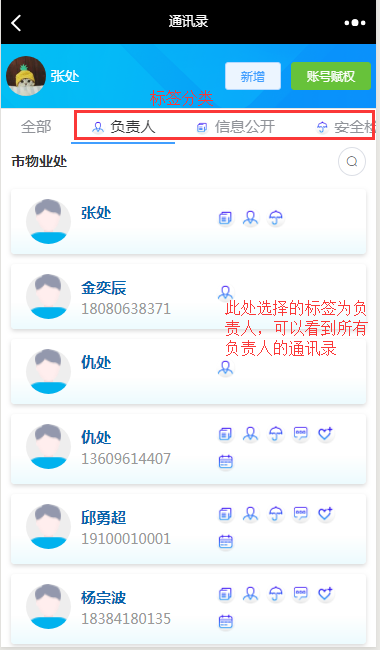 通讯录
张处
新增
账号赋权
标签分类
全部
负责人
信息公开
安全检
市物业处
张处
金奕辰
18080638371
此处选择的标签为负
责人，可以看到所有
负责人的通讯录
仇处
仇处
13609614407
邱勇超
19100010001
杨宗波
18384180135